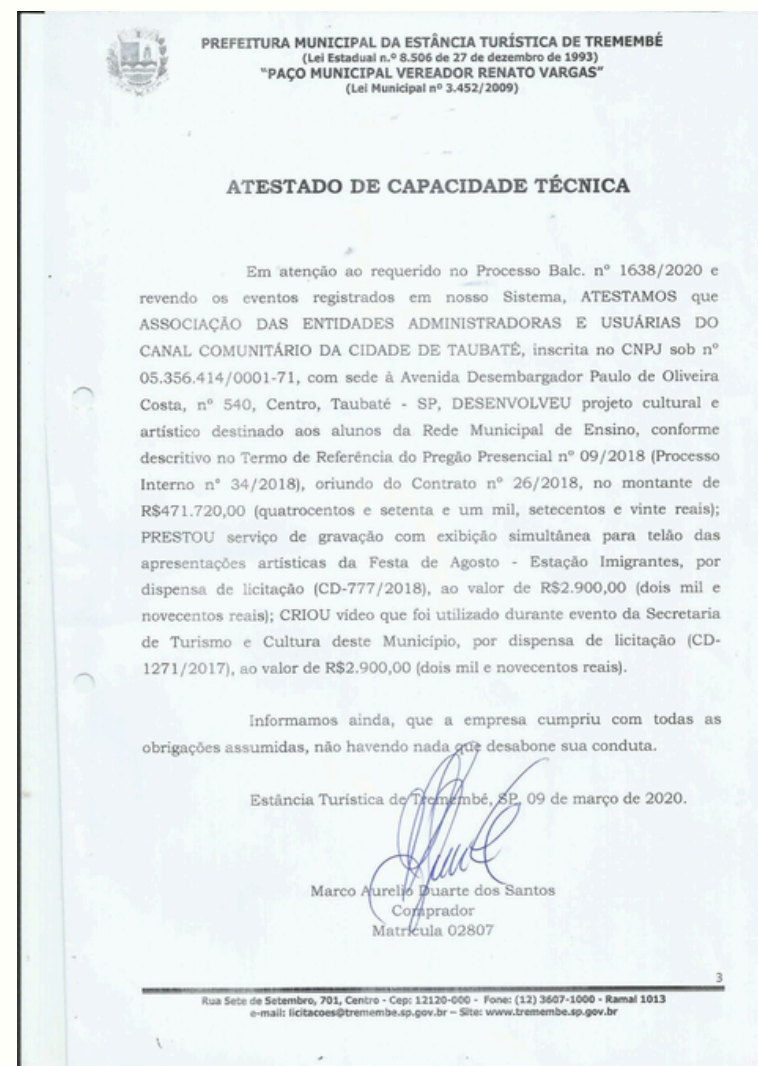 PREFEITURA MUNICIPAL DA ESTÂNCIA TURÍSTICA DE TREMEMBÉ
(Lei Estadual n.º 8.506 de 27 de dezembro de 1993)
"PAÇO MUNICIPAL VEREADOR RENATO VARGAS"
(Lei Municipal nº 3.452/2009)
ATESTADO DE CAPACIDADE TÉCNICA
Em atenção ao requerido no Processo Balc. nº 1638/2020 e
revendo os eventos registrados em nosso Sistema, ATESTAMOS que
ASSOCIAÇÃO DAS ENTIDADES ADMINISTRADORAS E USUÁRIAS DO
CANAL COMUNITÁRIO DA CIDADE DE TAUBATÉ, inscrita no CNPJ sob nº
05.356.414/0001-71, com sede à Avenida Desembargador Paulo de Oliveira
Costa, nº 540, Centro, Taubaté - SP, DESENVOLVEU projeto cultural e
artístico destinado aos alunos da Rede Municipal de Ensino, conforme
descritivo no Termo de Referência do Pregão Presencial nº 09/2018 (Processo
Interno n° 34/2018), oriundo do Contrato nº 26/2018, no montante de
R$471.720,00 (quatrocentos e setenta e um mil, setecentos e vinte reais);
PRESTOU serviço de gravação com exibição simultânea para telão das
apresentações artísticas da Festa de Agosto - Estação Imigrantes, por
dispensa de licitação (CD-777/2018), ao valor de R$2.900,00 (dois mil e
novecentos reais); CRIOU vídeo que foi utilizado durante evento da Secretaria
de Turismo e Cultura deste Município, por dispensa de licitação (CD-
1271/2017), ao valor de R$2.900,00 (dois mil e novecentos reais).
Informamos ainda, que a empresa cumpriu com todas as
obrigações assumidas, não havendo nada que desabone sua conduta.
Estância Turística de Tremembé, SP, 09 de março de 2020.
Marco Aurelio Duarte dos Santos
Comprador
Matrícula 02807
3
Rua Sete de Setembro, 701, Centro - Cep: 12120-000 - Fone: (12) 3607-1000 - Ramal 1013
e-mail: licitacoes@tremembe.sp.gov.br – Site: www.tremembe.sp.gov.br